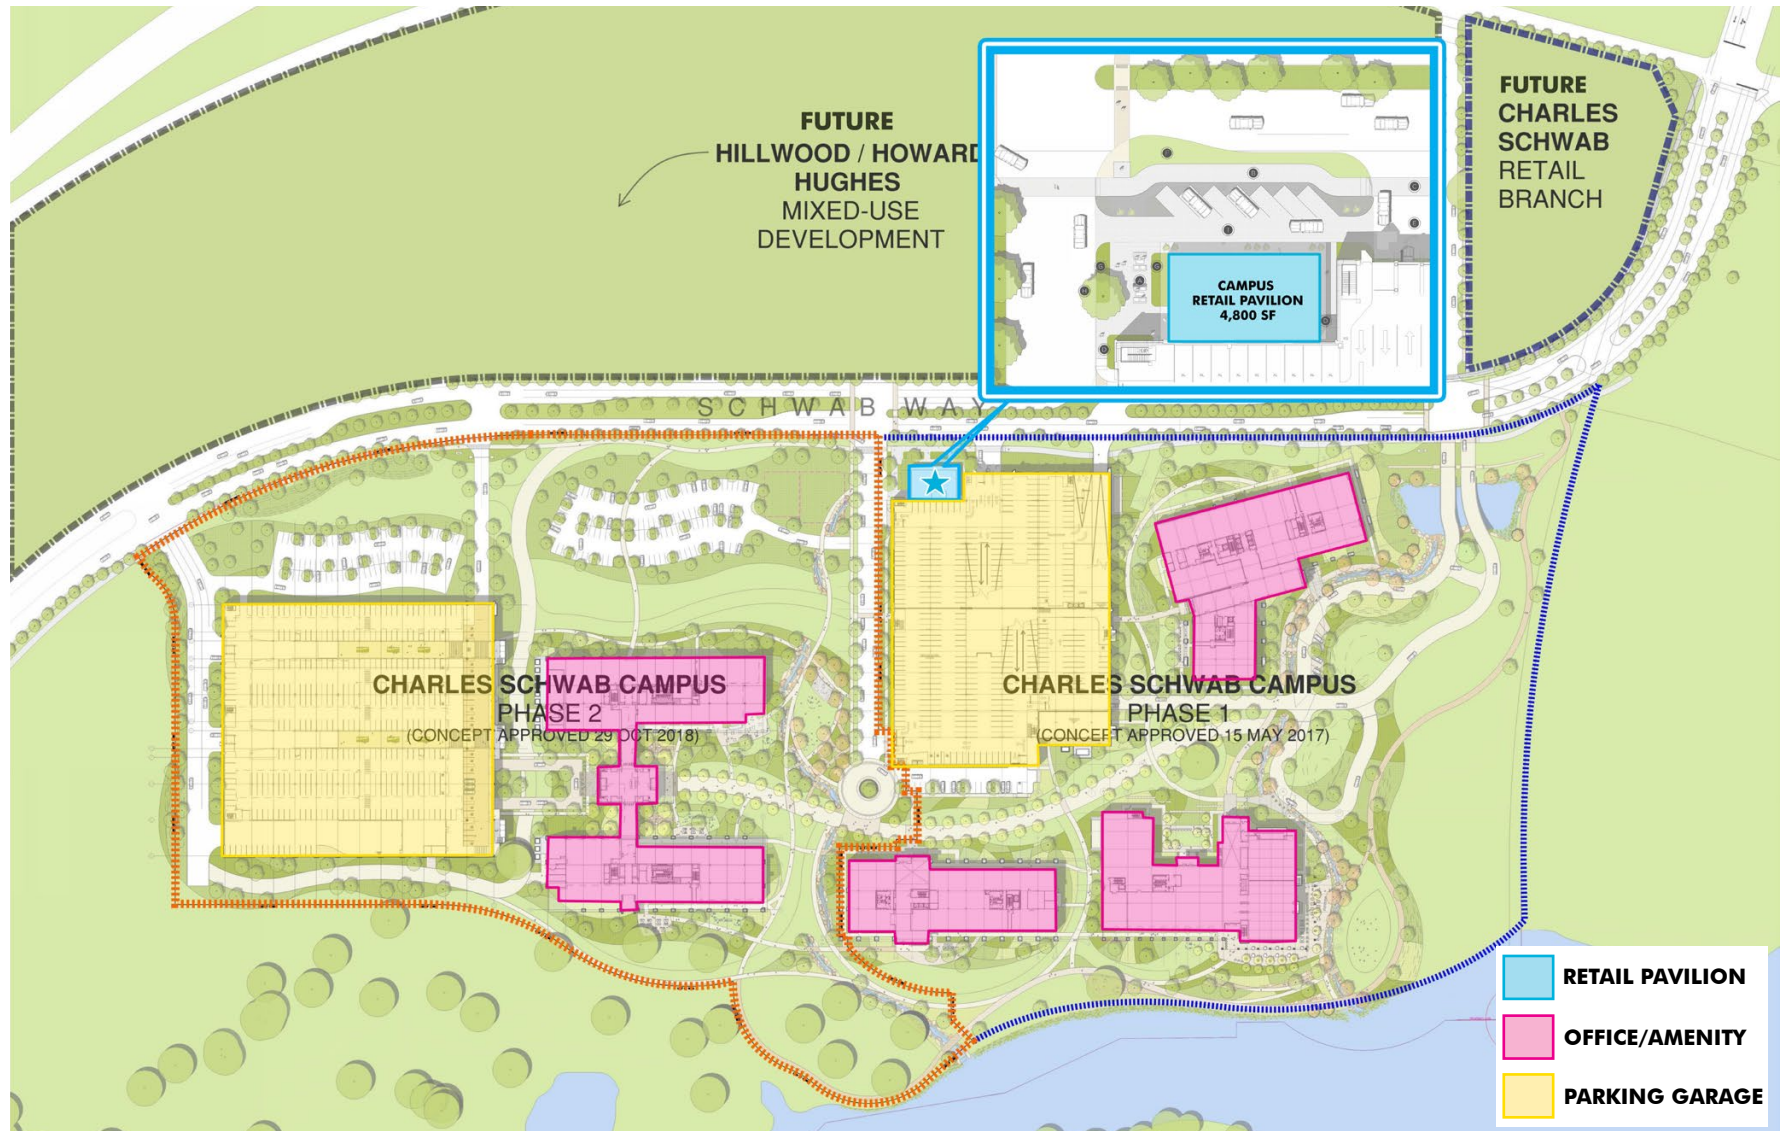 FUTURE
HILLWOOD / HOWARD
HUGHES
MIXED-USE
DEVELOPMENT
FUTURE
CHARLES
SCHWAB
RETAIL
BRANCH
CAMPUS
RETAIL PAVILION
4,800 SF
SCHWAB WAY
CHARLES SCHWAB CAMPUS
PHASE 2
(CONCEPT APPROVED 29 OCT 2018)
CHARLES SCHWAB CAMPUS
PHASE 1
(CONCEPT APPROVED 15 MAY 2017)
RETAIL PAVILION
OFFICE/AMENITY
PARKING GARAGE